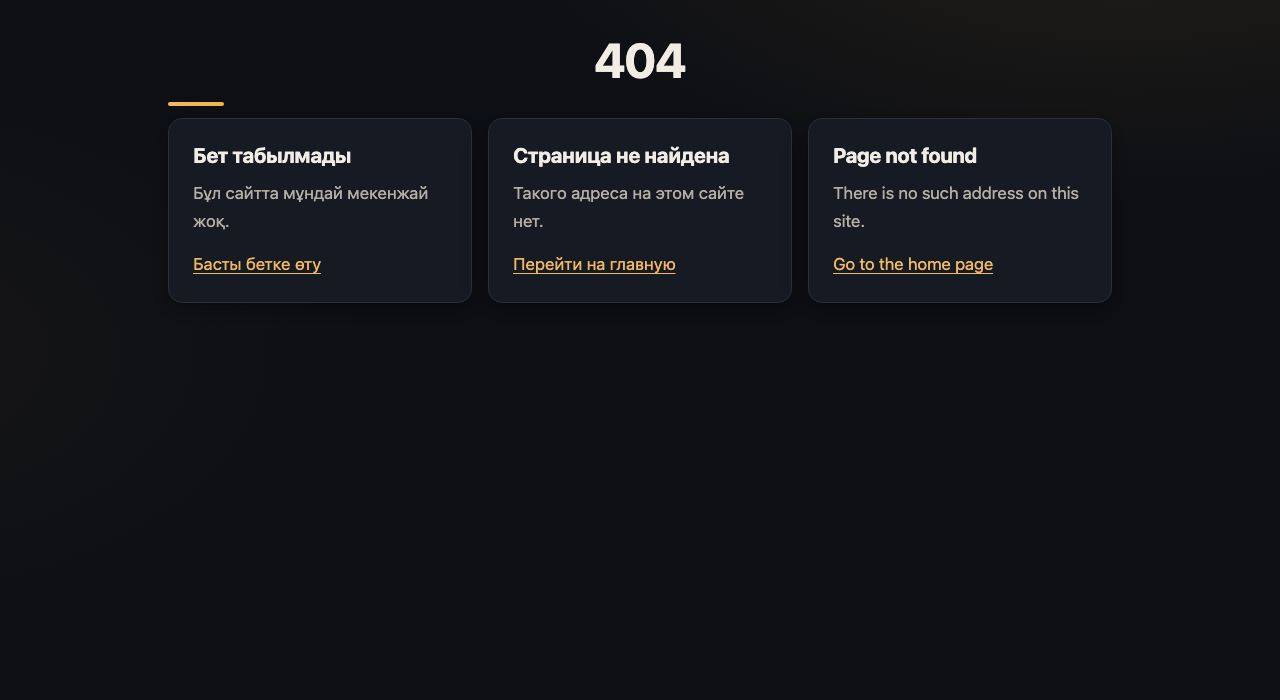 404
Бет табылмады
Бұл сайтта мұндай мекенжай
жоқ.
Басты бетке өту
Страница не найдена
Такого адреса на этом сайте
нет.
Перейти на главную
Page not found
There is no such address on this
site.
Go to the home page